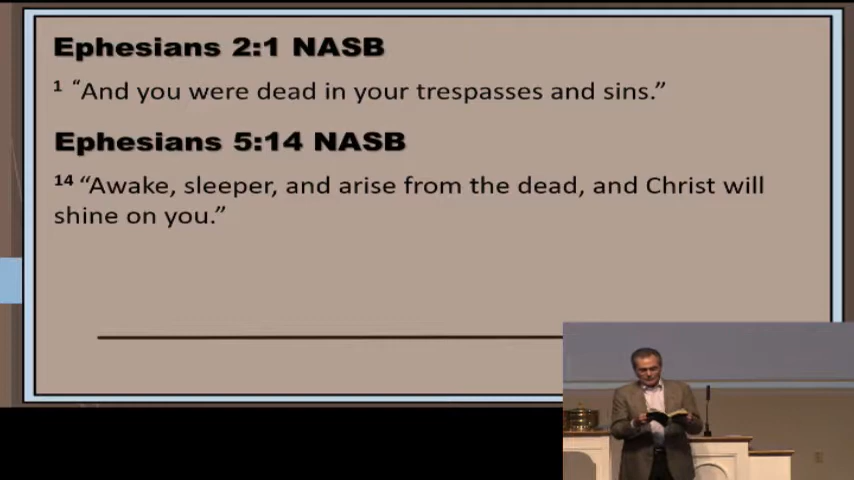 Ephesians 2:1 NASB
1 “And you were dead in your trespasses and sins.”
Ephesians 5:14 NASB
14 “Awake, sleeper, and arise from the dead, and Christ will
shine on you.”